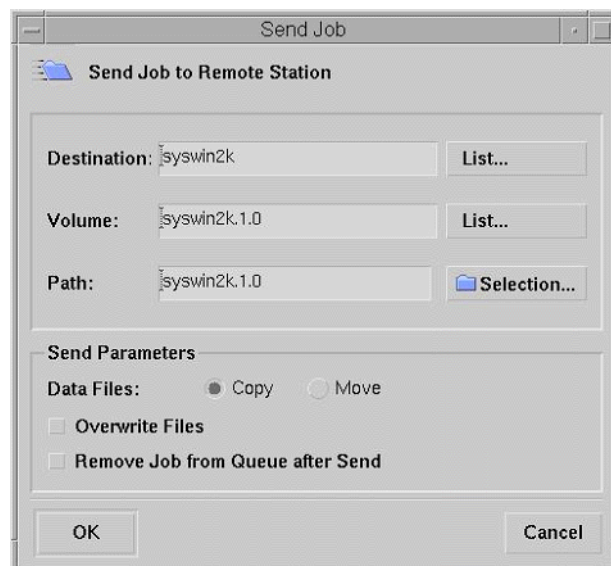 Send Job
Send Job to Remote Station
Destination: syswin2k List...
Volume: syswin2k.1.0 List...
Path: syswin2k.1.0 Selection...
Send Parameters
Data Files: Copy Move
Overwrite Files
Remove Job from Queue after Send
OK Cancel